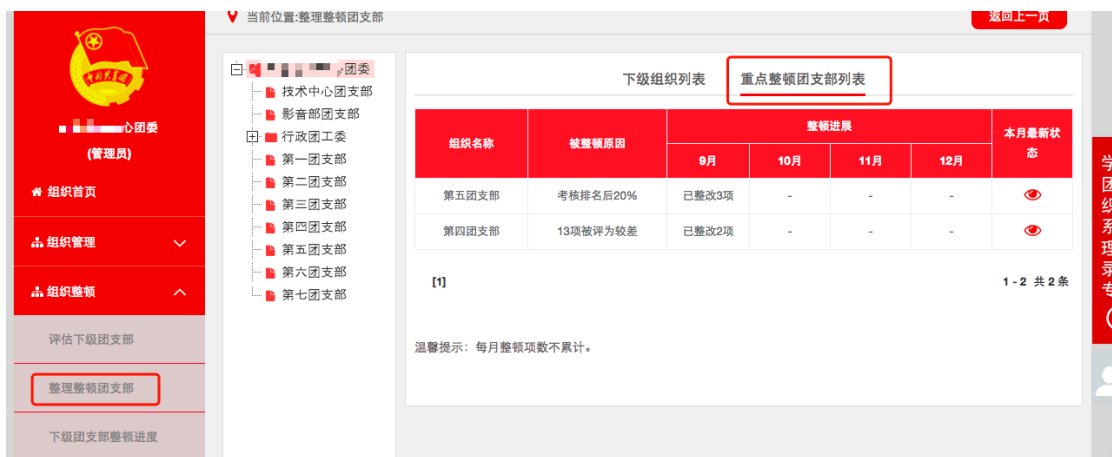 当前位置:整理整顿团支部
返回上一页
中国共青团
心团委
(管理员)
组织首页
组织管理
组织整顿
评估下级团支部
整理整顿团支部
下级团支部整顿进度
团委
技术中心团支部
影音部团支部
行政团工委
第一团支部
第二团支部
第三团支部
第四团支部
第五团支部
第六团支部
第七团支部
下级组织列表 重点整顿团支部列表
组织名称 被整顿原因 整顿进展 本月最新状态
9月 10月 11月 12月
第五团支部 考核排名后20% 已整改3项 - - -
第四团支部 13项被评为较差 已整改2项 - - -
[1] 1 - 2 共 2 条
温馨提示：每月整顿项数不累计。